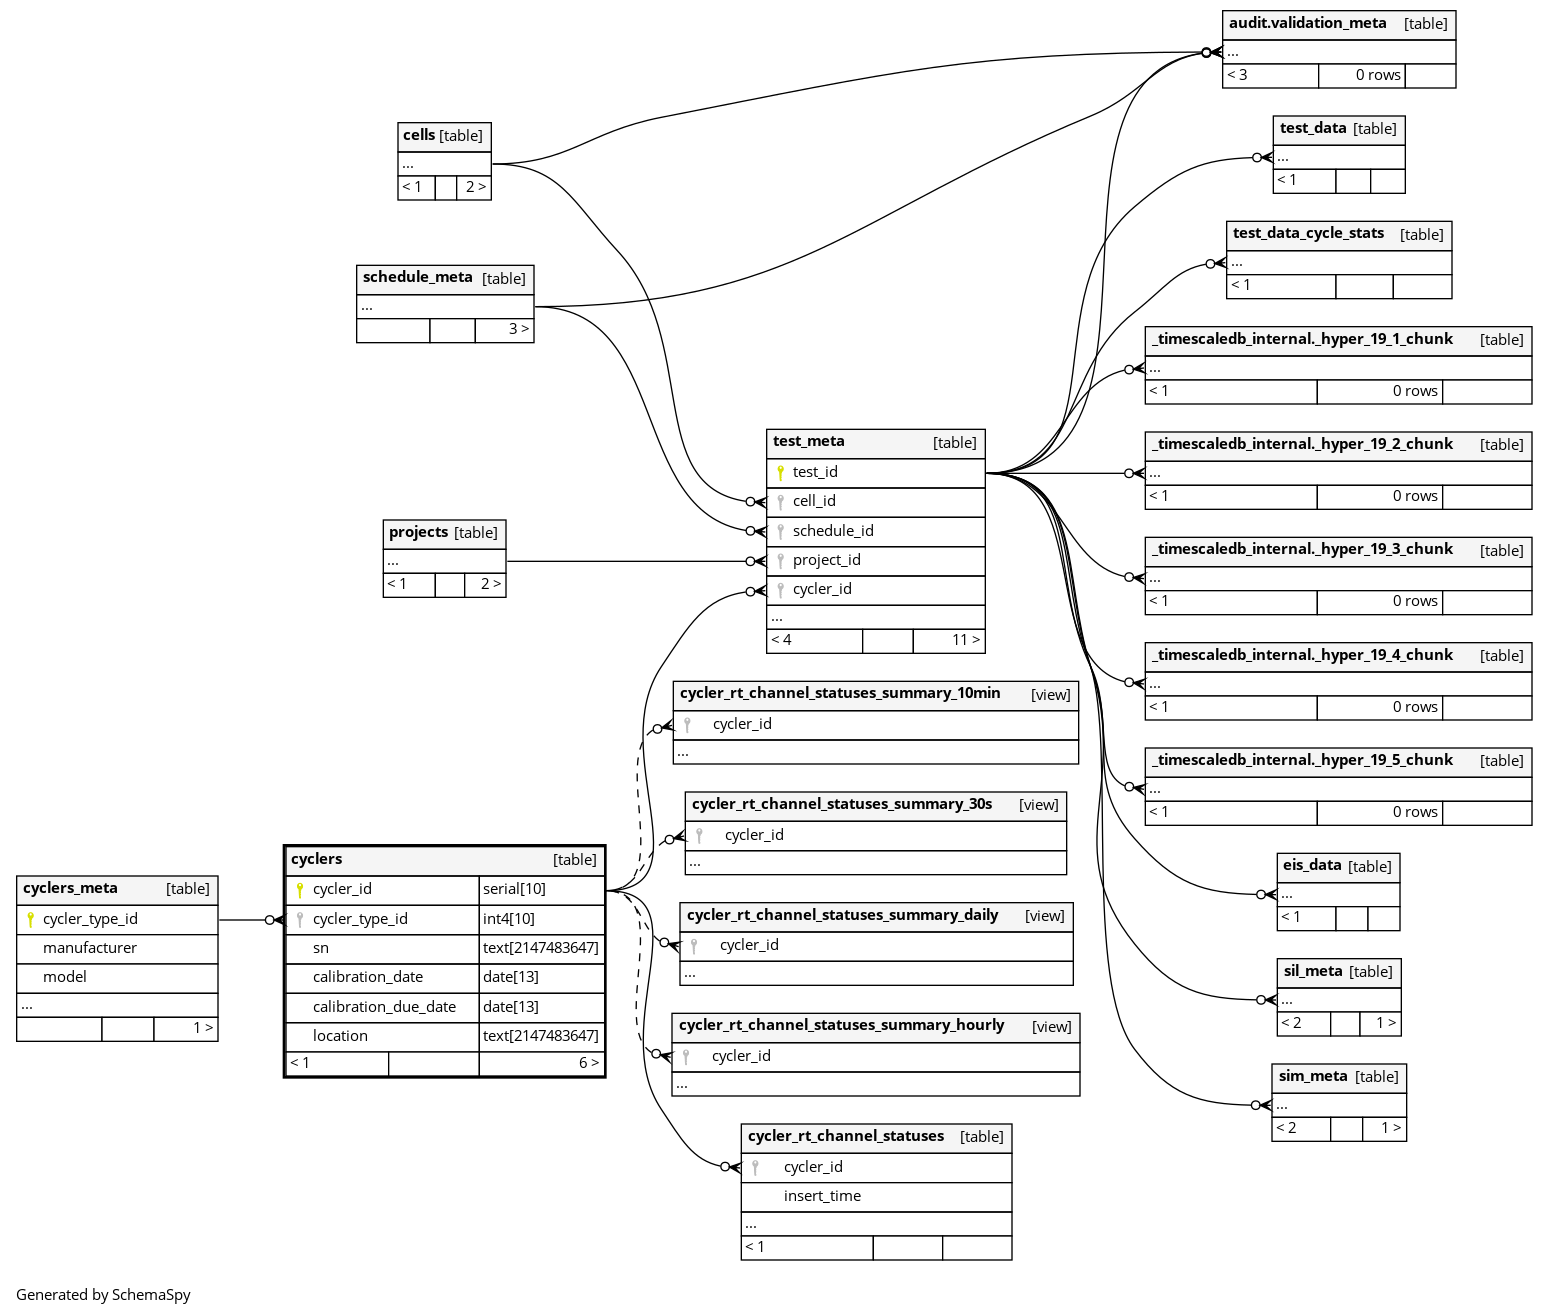 audit.validation_meta [table]
...
< 3 0 rows
cells [table]
...
< 1 2 >
test_data [table]
...
< 1
schedule_meta [table]
...
3 >
test_data_cycle_stats [table]
...
< 1
_timescaledb_internal._hyper_19_1_chunk [table]
...
< 1 0 rows
test_meta [table]
test_id
cell_id
schedule_id
project_id
cycler_id
...
< 4 11 >
_timescaledb_internal._hyper_19_2_chunk [table]
...
< 1 0 rows
projects [table]
...
< 1 2 >
_timescaledb_internal._hyper_19_3_chunk [table]
...
< 1 0 rows
_timescaledb_internal._hyper_19_4_chunk [table]
...
< 1 0 rows
cycler_rt_channel_statuses_summary_10min [view]
cycler_id
...
_timescaledb_internal._hyper_19_5_chunk [table]
...
< 1 0 rows
cycler_rt_channel_statuses_summary_30s [view]
cycler_id
...
cyclers_meta [table]
cycler_type_id
manufacturer
model
...
1 >
cyclers [table]
cycler_id serial[10]
cycler_type_id int4[10]
sn text[2147483647]
calibration_date date[13]
calibration_due_date date[13]
location text[2147483647]
< 1 6 >
cycler_rt_channel_statuses_summary_daily [view]
cycler_id
...
eis_data [table]
...
< 1
sil_meta [table]
...
< 2 1 >
cycler_rt_channel_statuses_summary_hourly [view]
cycler_id
...
sim_meta [table]
...
< 2 1 >
cycler_rt_channel_statuses [table]
cycler_id
insert_time
...
< 1
Generated by SchemaSpy